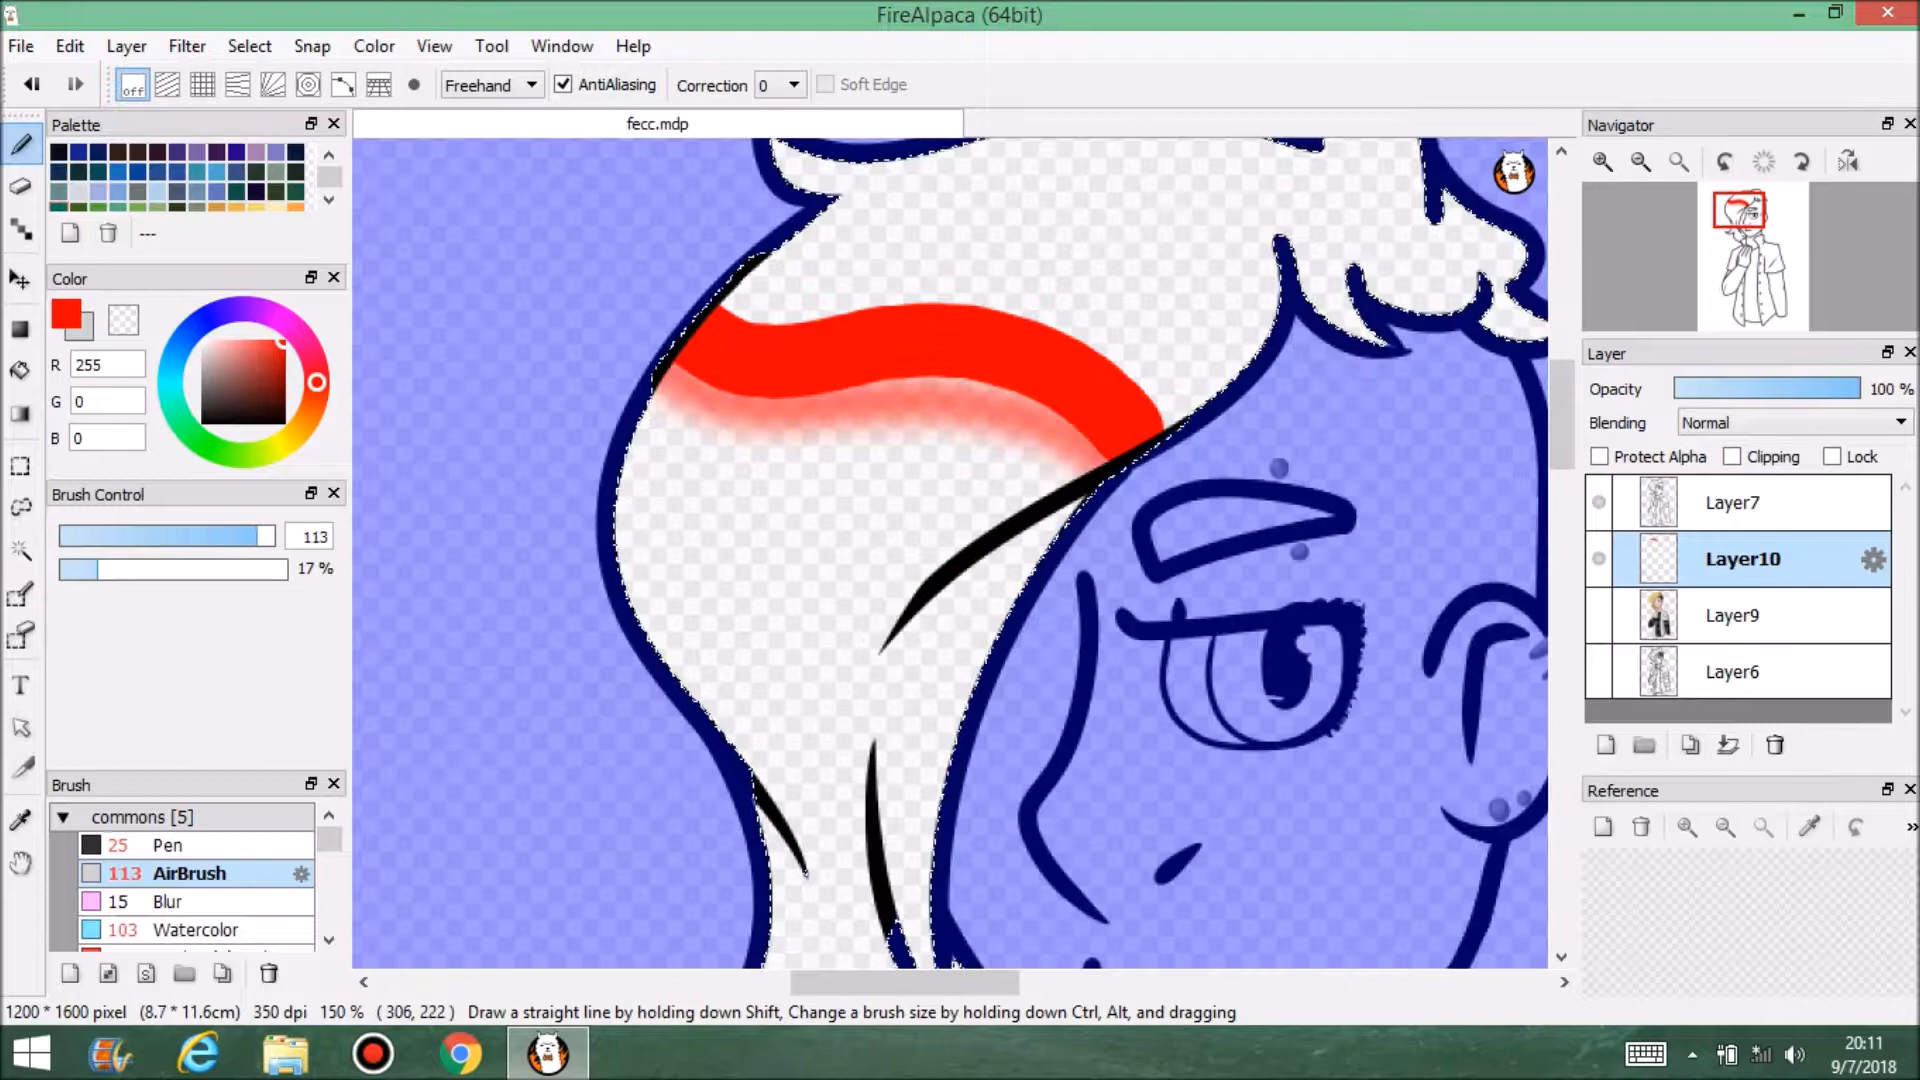 FireAlpaca (64bit)
File Edit Layer Filter Select Snap Color View Tool Window Help
off Freehand AntiAliasing Correction 0 Soft Edge
Palette
fecc.mdp
Navigator
---
Color
R 255
G 0
B 0
Layer
Opacity 100 %
Blending Normal
Protect Alpha Clipping Lock
Layer7
Layer10
Layer9
Layer6
Brush Control
113
17 %
Brush
commons [5]
25 Pen
113 AirBrush
15 Blur
103 Watercolor
Reference
1200 * 1600 pixel (8.7 * 11.6cm) 350 dpi 150 % ( 306, 222 ) Draw a straight line by holding down Shift, Change a brush size by holding down Ctrl, Alt, and dragging
20:11
9/7/2018